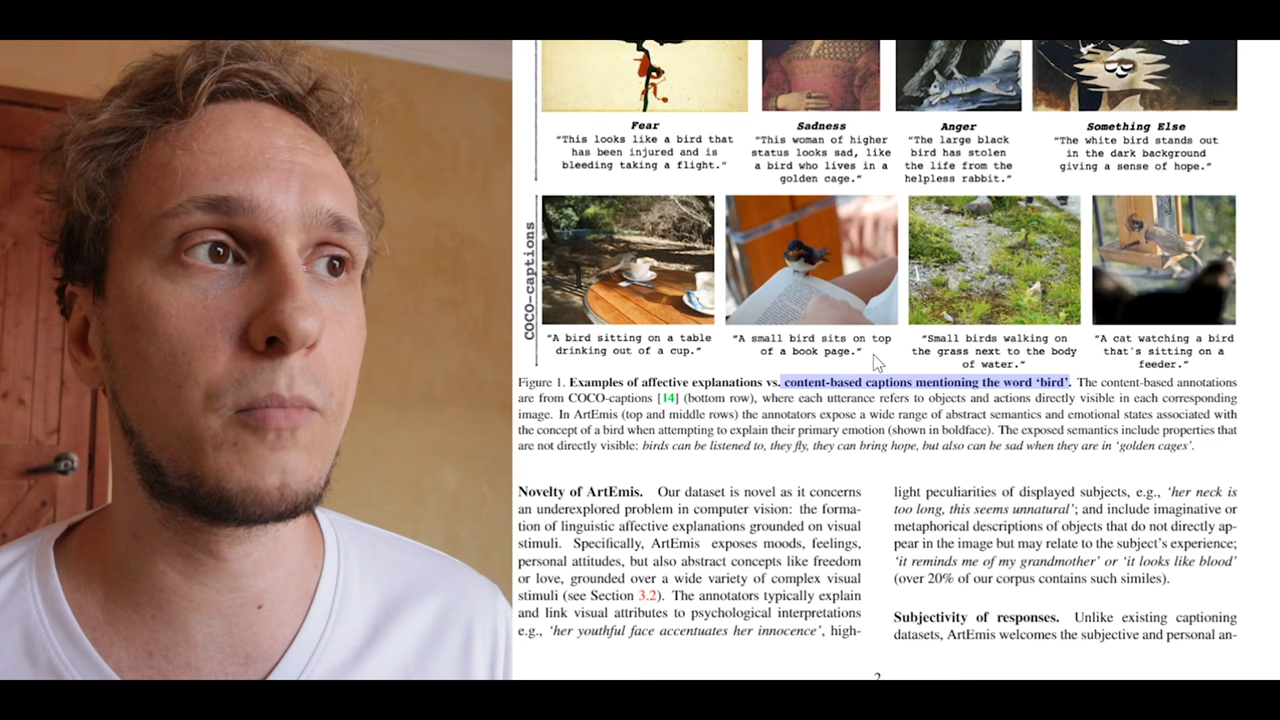 Fear
"This looks like a bird that
has been injured and is
bleeding taking a flight."
Sadness
"This woman of higher
status looks sad, like
a bird who lives in a
golden cage."
Anger
"The large black
bird has stolen
the life from the
helpless rabbit."
Something Else
"The white bird stands out
in the dark background
giving a sense of hope."
COCO-captions
"A bird sitting on a table
drinking out of a cup."
"A small bird sits on top
of a book page."
"Small birds walking on
the grass next to the body
of water."
"A cat watching a bird
that's sitting on a
feeder."
Figure 1. Examples of affective explanations vs. content-based captions mentioning the word ‘bird’. The content-based annotations
are from COCO-captions [14] (bottom row), where each utterance refers to objects and actions directly visible in each corresponding
image. In ArtEmis (top and middle rows) the annotators expose a wide range of abstract semantics and emotional states associated with
the concept of a bird when attempting to explain their primary emotion (shown in boldface). The exposed semantics include properties that
are not directly visible: birds can be listened to, they fly, they can bring hope, but also can be sad when they are in ‘golden cages’.
Novelty of ArtEmis. Our dataset is novel as it concerns
an underexplored problem in computer vision: the forma-
tion of linguistic affective explanations grounded on visual
stimuli. Specifically, ArtEmis exposes moods, feelings,
personal attitudes, but also abstract concepts like freedom
or love, grounded over a wide variety of complex visual
stimuli (see Section 3.2). The annotators typically explain
and link visual attributes to psychological interpretations
e.g., ‘her youthful face accentuates her innocence’, high-
light peculiarities of displayed subjects, e.g., ‘her neck is
too long, this seems unnatural’; and include imaginative or
metaphorical descriptions of objects that do not directly ap-
pear in the image but may relate to the subject’s experience;
‘it reminds me of my grandmother’ or ‘it looks like blood’
(over 20% of our corpus contains such similes).
Subjectivity of responses. Unlike existing captioning
datasets, ArtEmis welcomes the subjective and personal an-
2